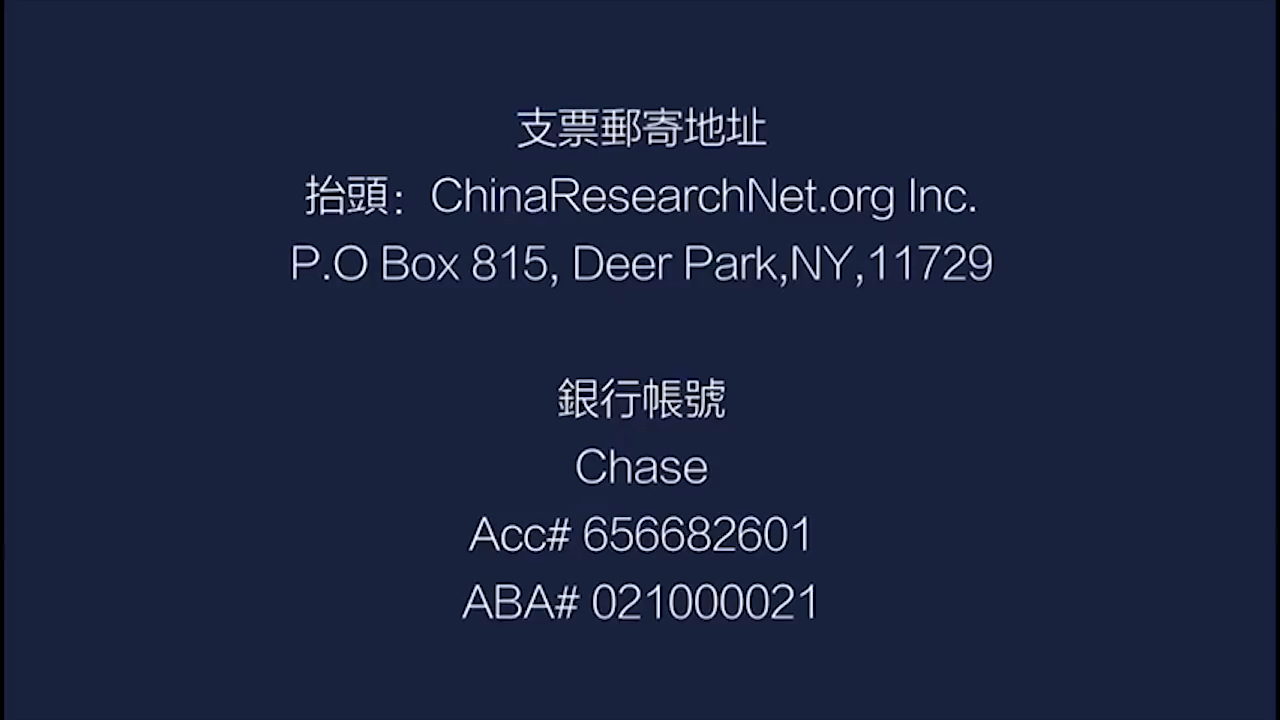 支票郵寄地址
抬頭：ChinaResearchNet.org Inc.
P.O Box 815, Deer Park,NY,11729
銀行帳號
Chase
Acc# 656682601
ABA# 021000021